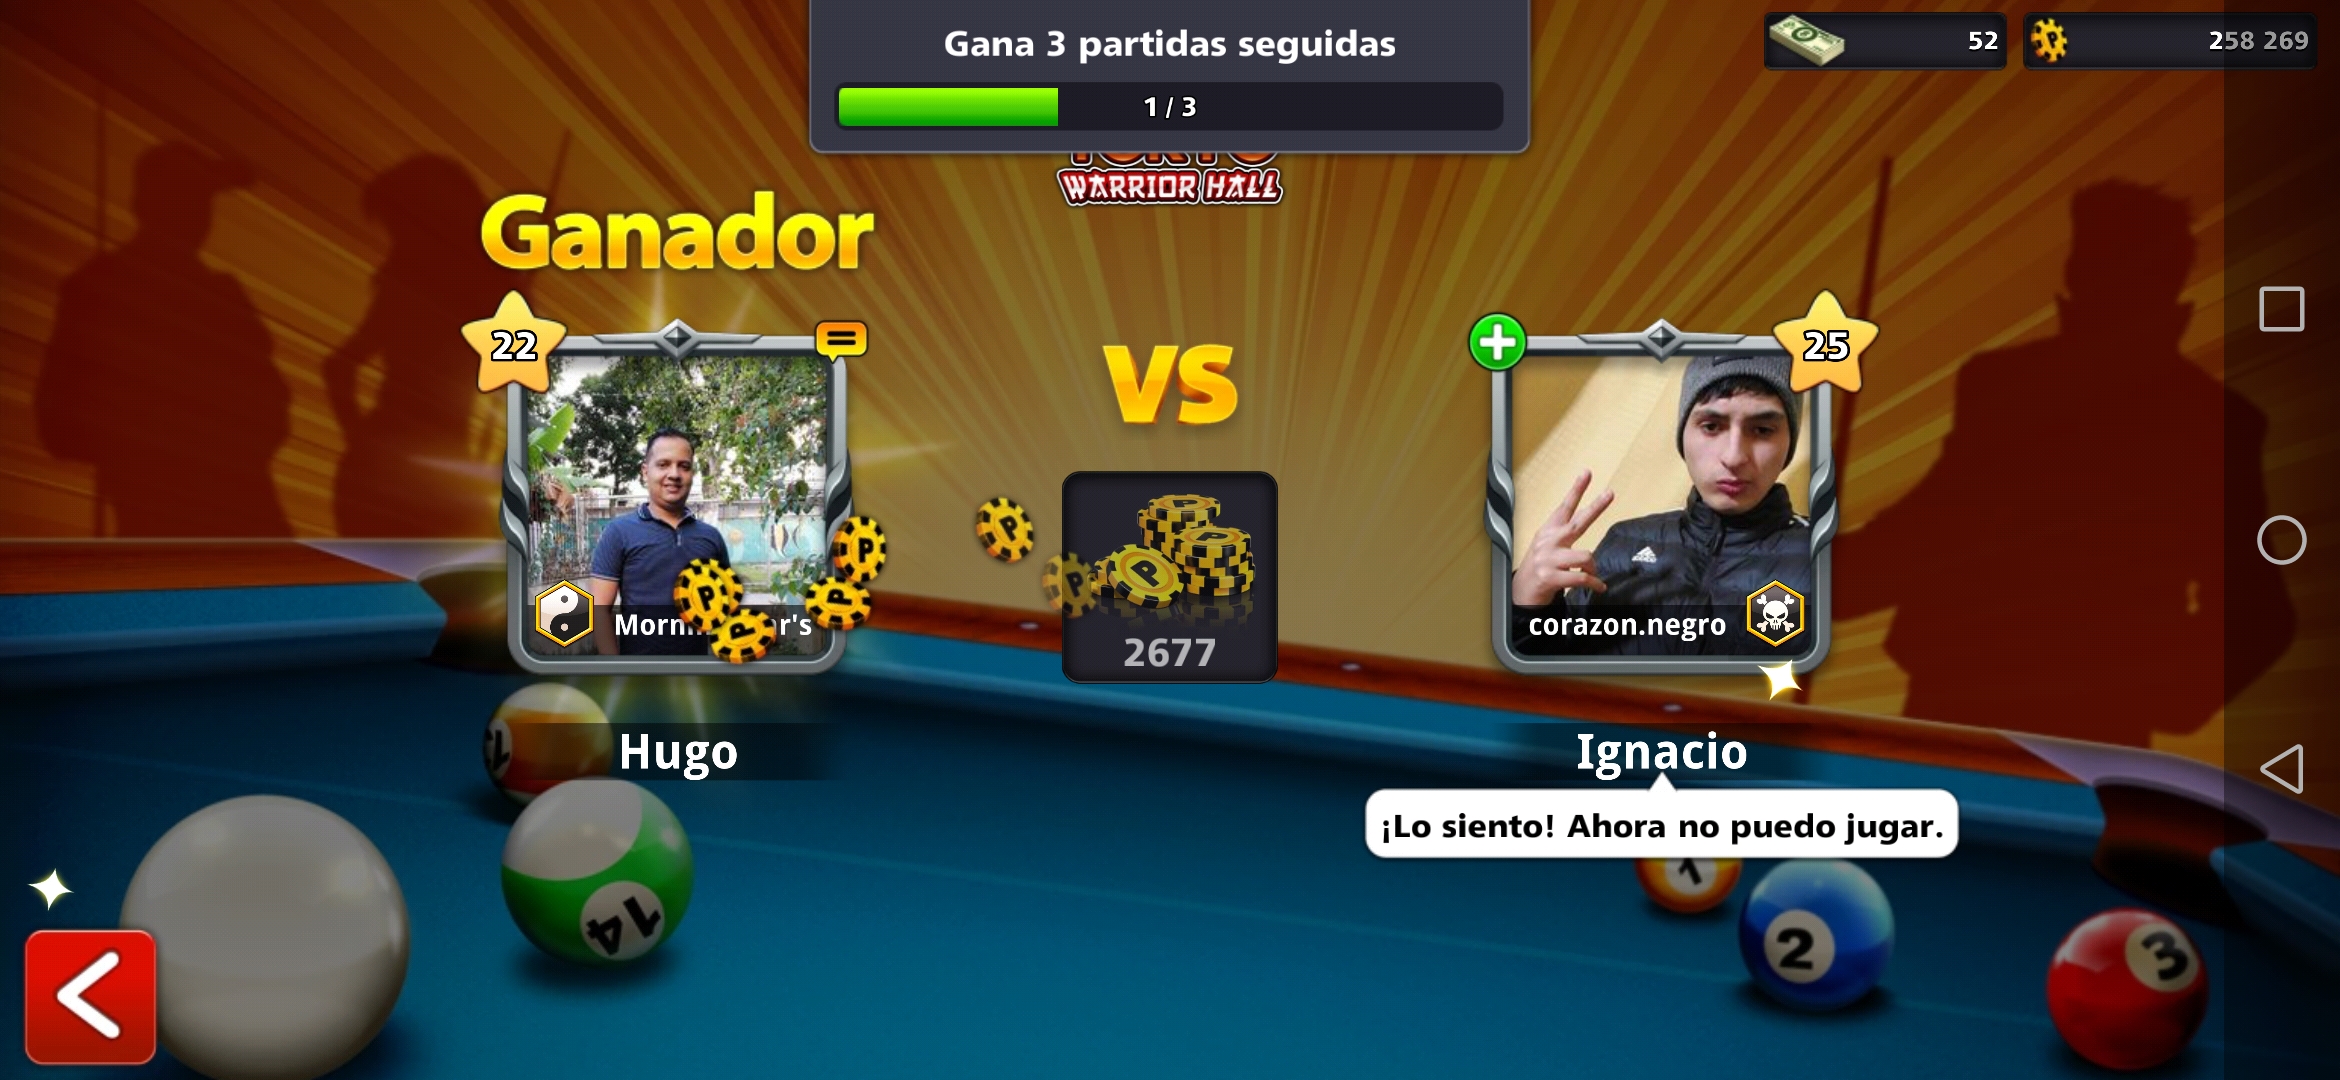 Gana 3 partidas seguidas
1 / 3
52
258 269
WARRIOR HALL
Ganador
22
VS
25
2677
corazon.negro
Hugo
Ignacio
¡Lo siento! Ahora no puedo jugar.
14
1
2
3